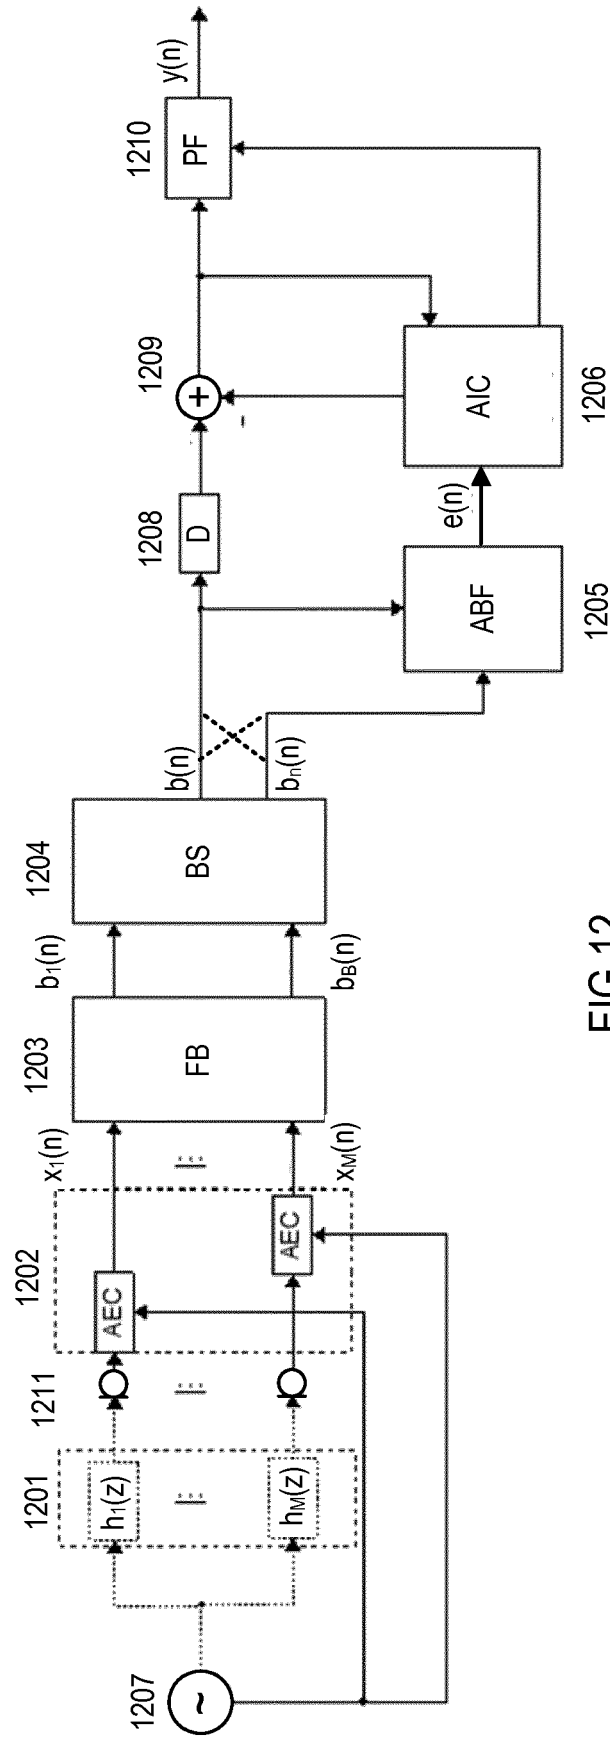 1207
~
1201
h1(z)
hM(z)
1211
1202
AEC
AEC
x1(n)
xM(n)
1203
FB
b1(n)
bB(n)
1204
BS
b(n)
bn(n)
1208
D
1205
ABF
e(n)
1209
+
-
1206
AIC
1210
PF
y(n)
FIG 12